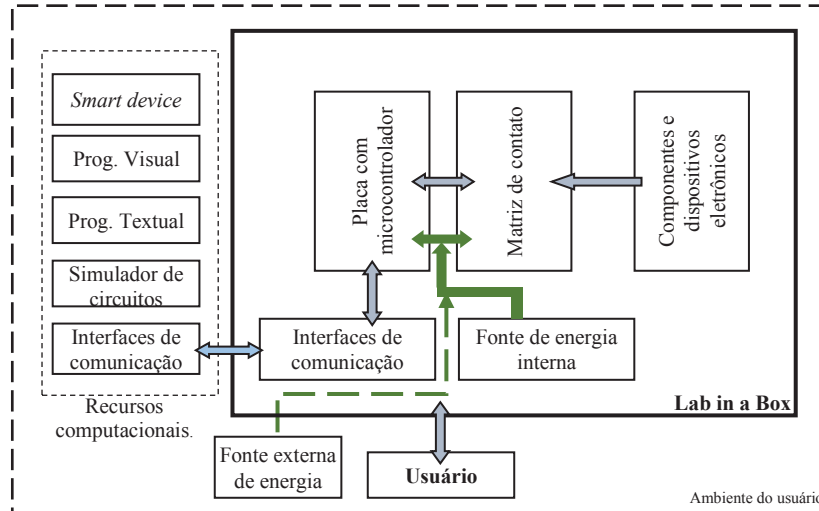 Smart device
Prog. Visual
Prog. Textual
Simulador de
circuitos
Interfaces de
comunicação
Recursos
computacionais.
Placa com
microcontrolador
Matriz de contato
Componentes e
dispositivos
eletrônicos
Interfaces de
comunicação
Fonte de energia
interna
Lab in a Box
Fonte externa
de energia
Usuário
Ambiente do usuário